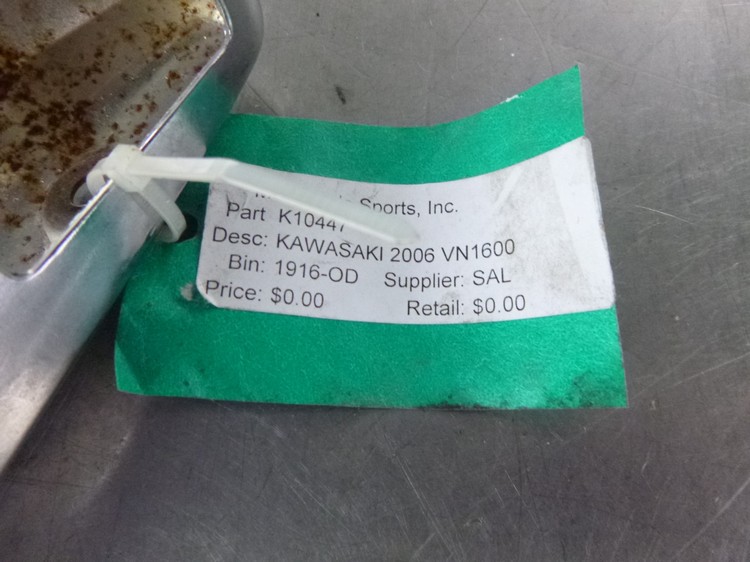 Sports, Inc.
Part K10447
Desc: KAWASAKI 2006 VN1600
Bin: 1916-OD Supplier: SAL
Price: $0.00 Retail: $0.00